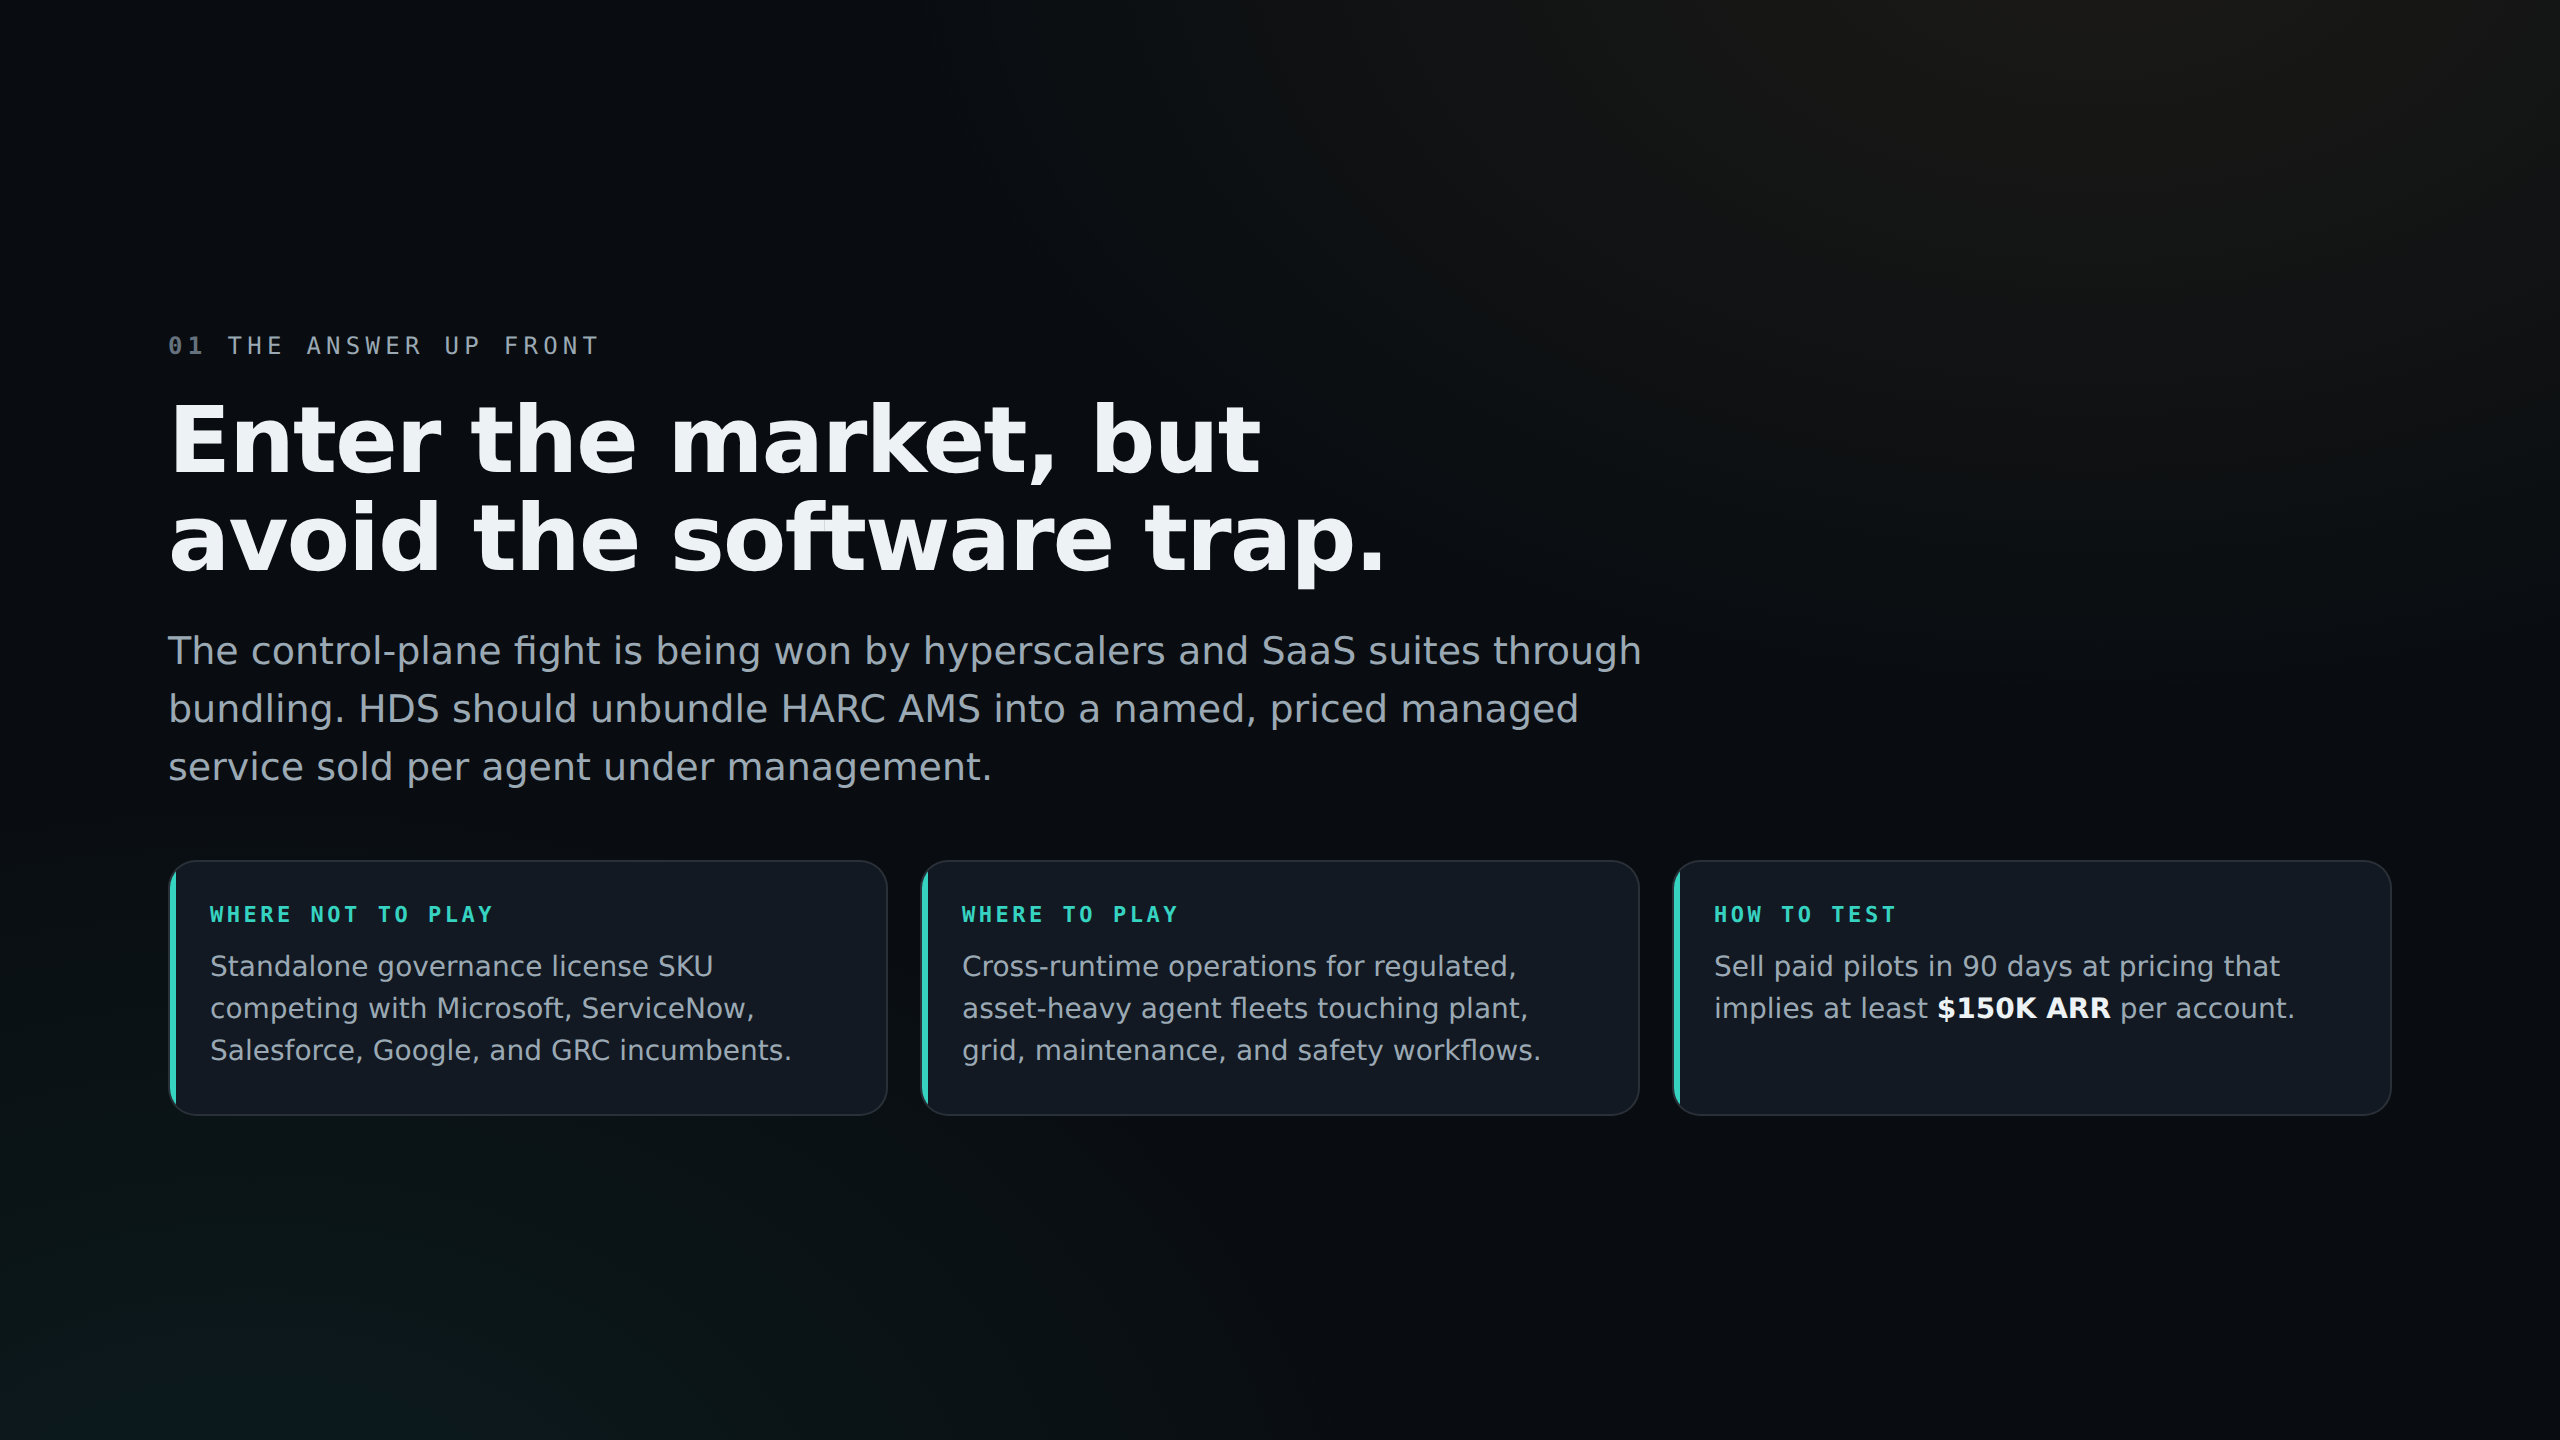 01 THE ANSWER UP FRONT
Enter the market, but
avoid the software trap.
The control-plane fight is being won by hyperscalers and SaaS suites through
bundling. HDS should unbundle HARC AMS into a named, priced managed
service sold per agent under management.
WHERE NOT TO PLAY
Standalone governance license SKU
competing with Microsoft, ServiceNow,
Salesforce, Google, and GRC incumbents.
WHERE TO PLAY
Cross-runtime operations for regulated,
asset-heavy agent fleets touching plant,
grid, maintenance, and safety workflows.
HOW TO TEST
Sell paid pilots in 90 days at pricing that
implies at least $150K ARR per account.